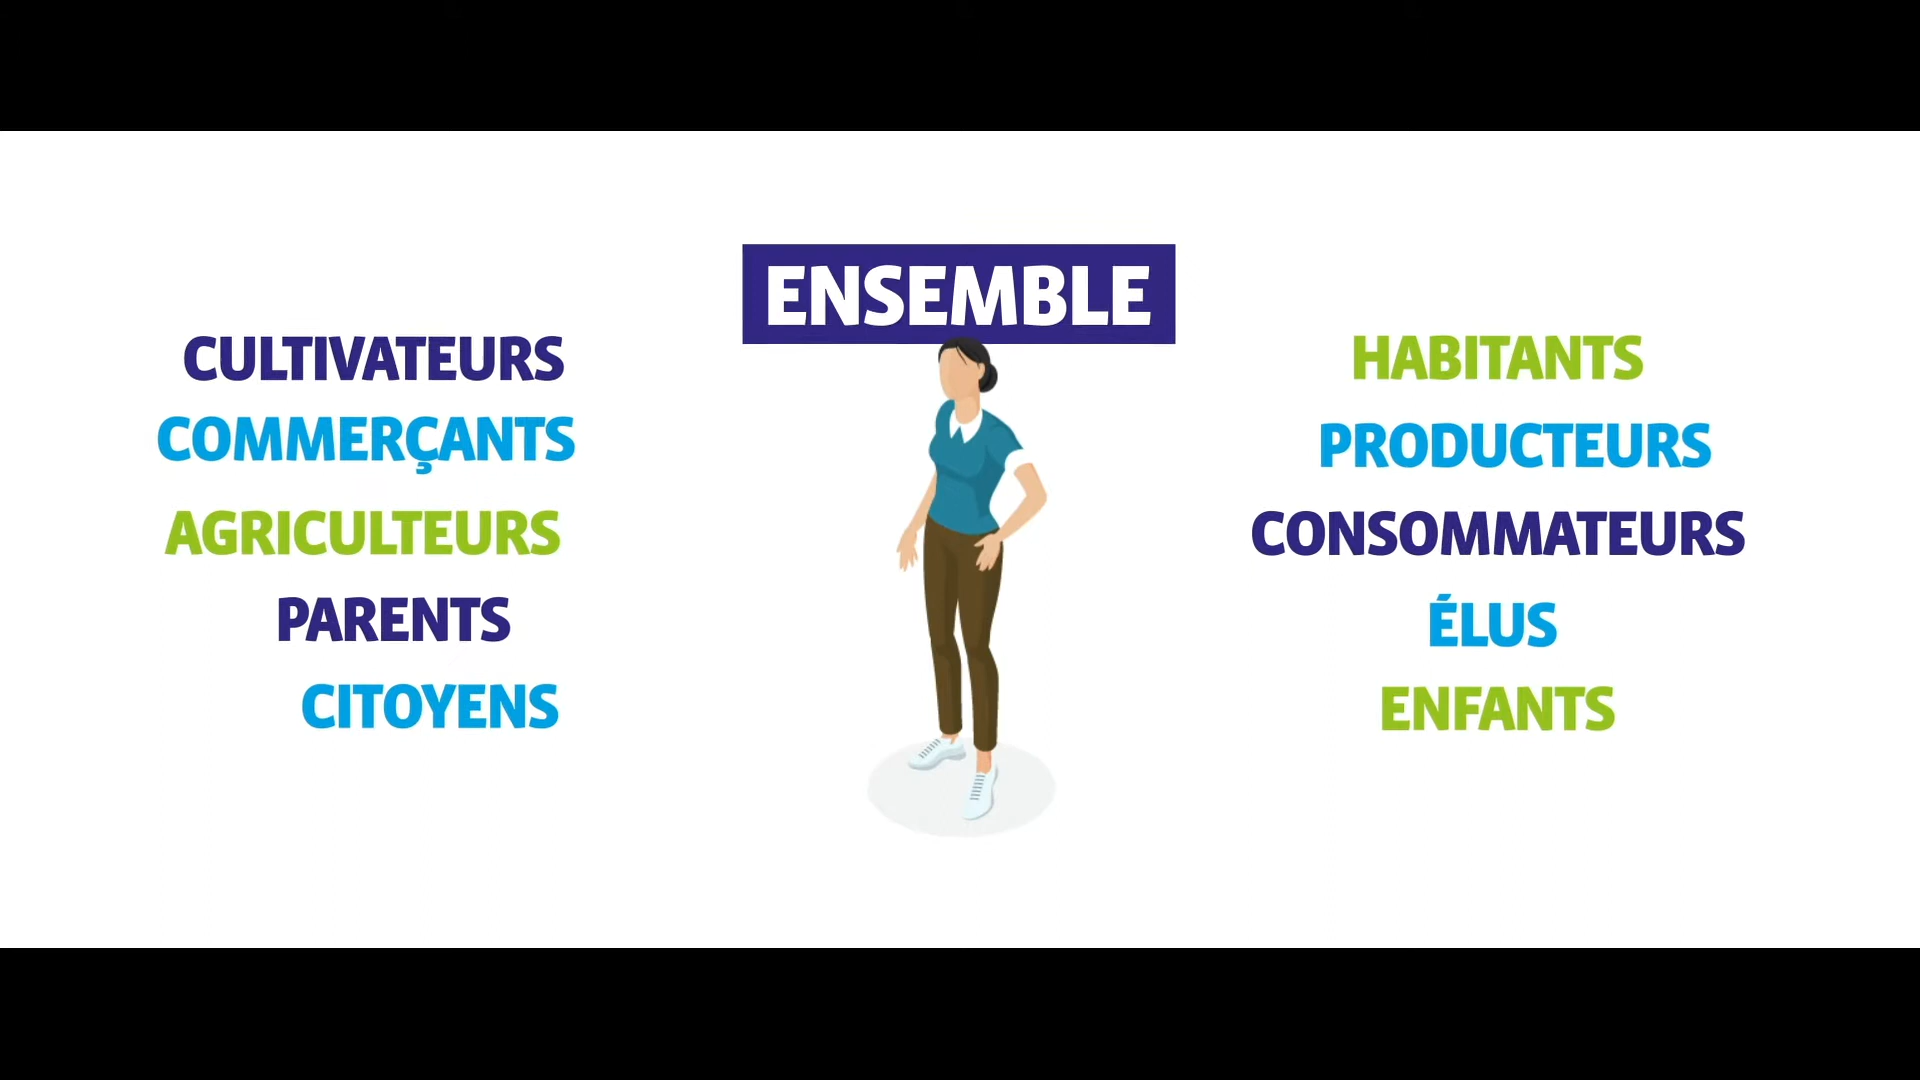 ENSEMBLE
CULTIVATEURS
COMMERÇANTS
AGRICULTEURS
PARENTS
CITOYENS
HABITANTS
PRODUCTEURS
CONSOMMATEURS
ÉLUS
ENFANTS